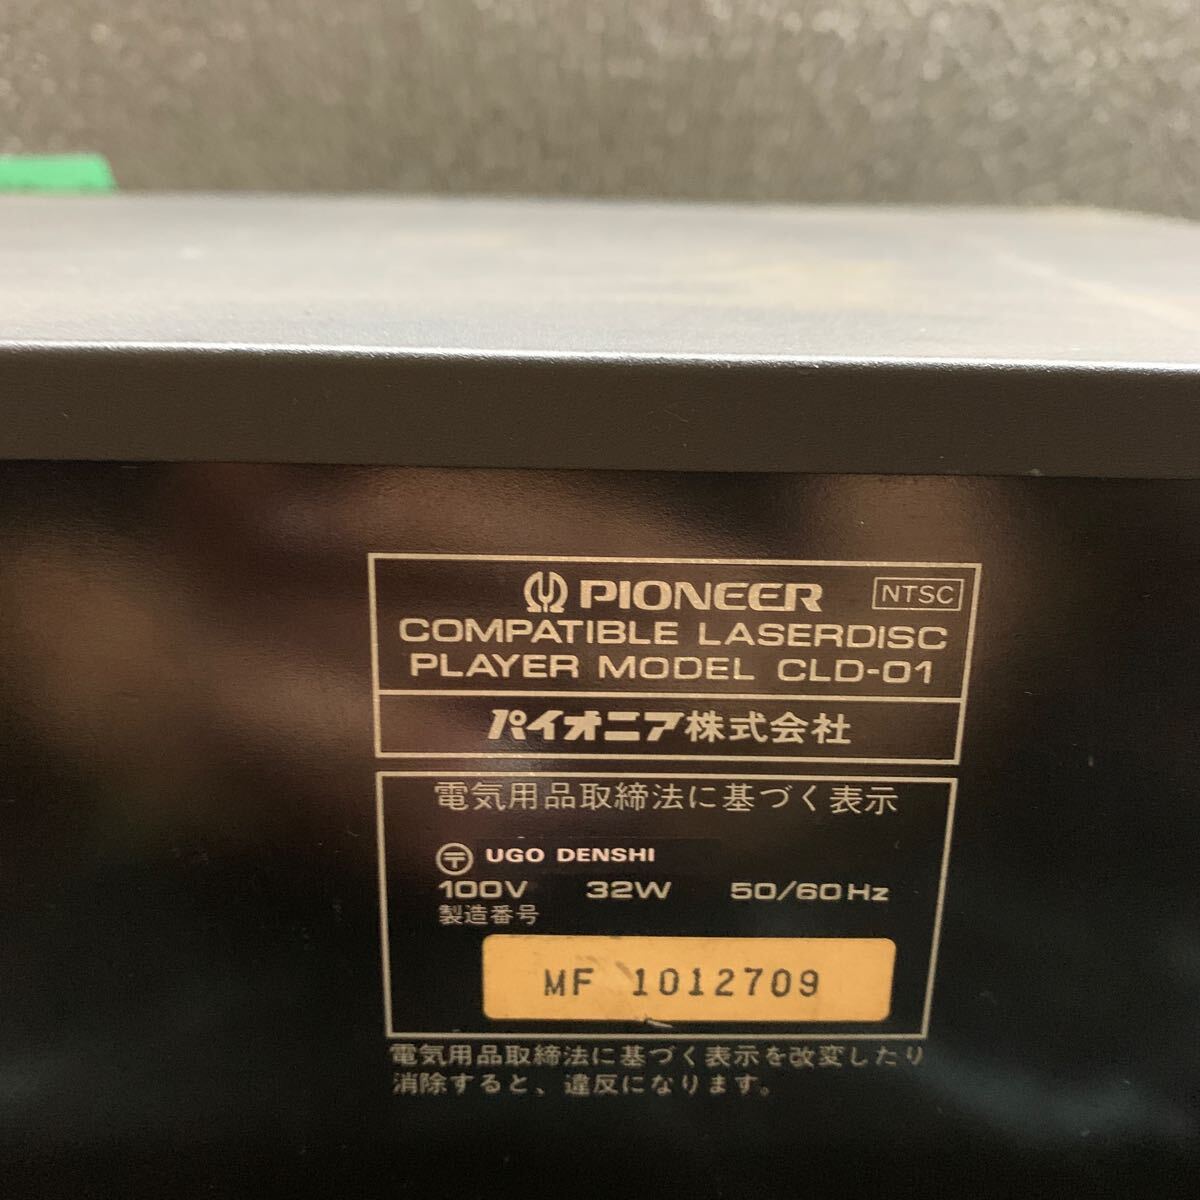 PIONEER NTSC
COMPATIBLE LASERDISC
PLAYER MODEL CLD-01
パイオニア株式会社
電気用品取締法に基づく表示
〒 UGO DENSHI
100V 32W 50/60Hz
製造番号
MF 1012709
電気用品取締法に基づく表示を改変したり
消除すると、違反になります。